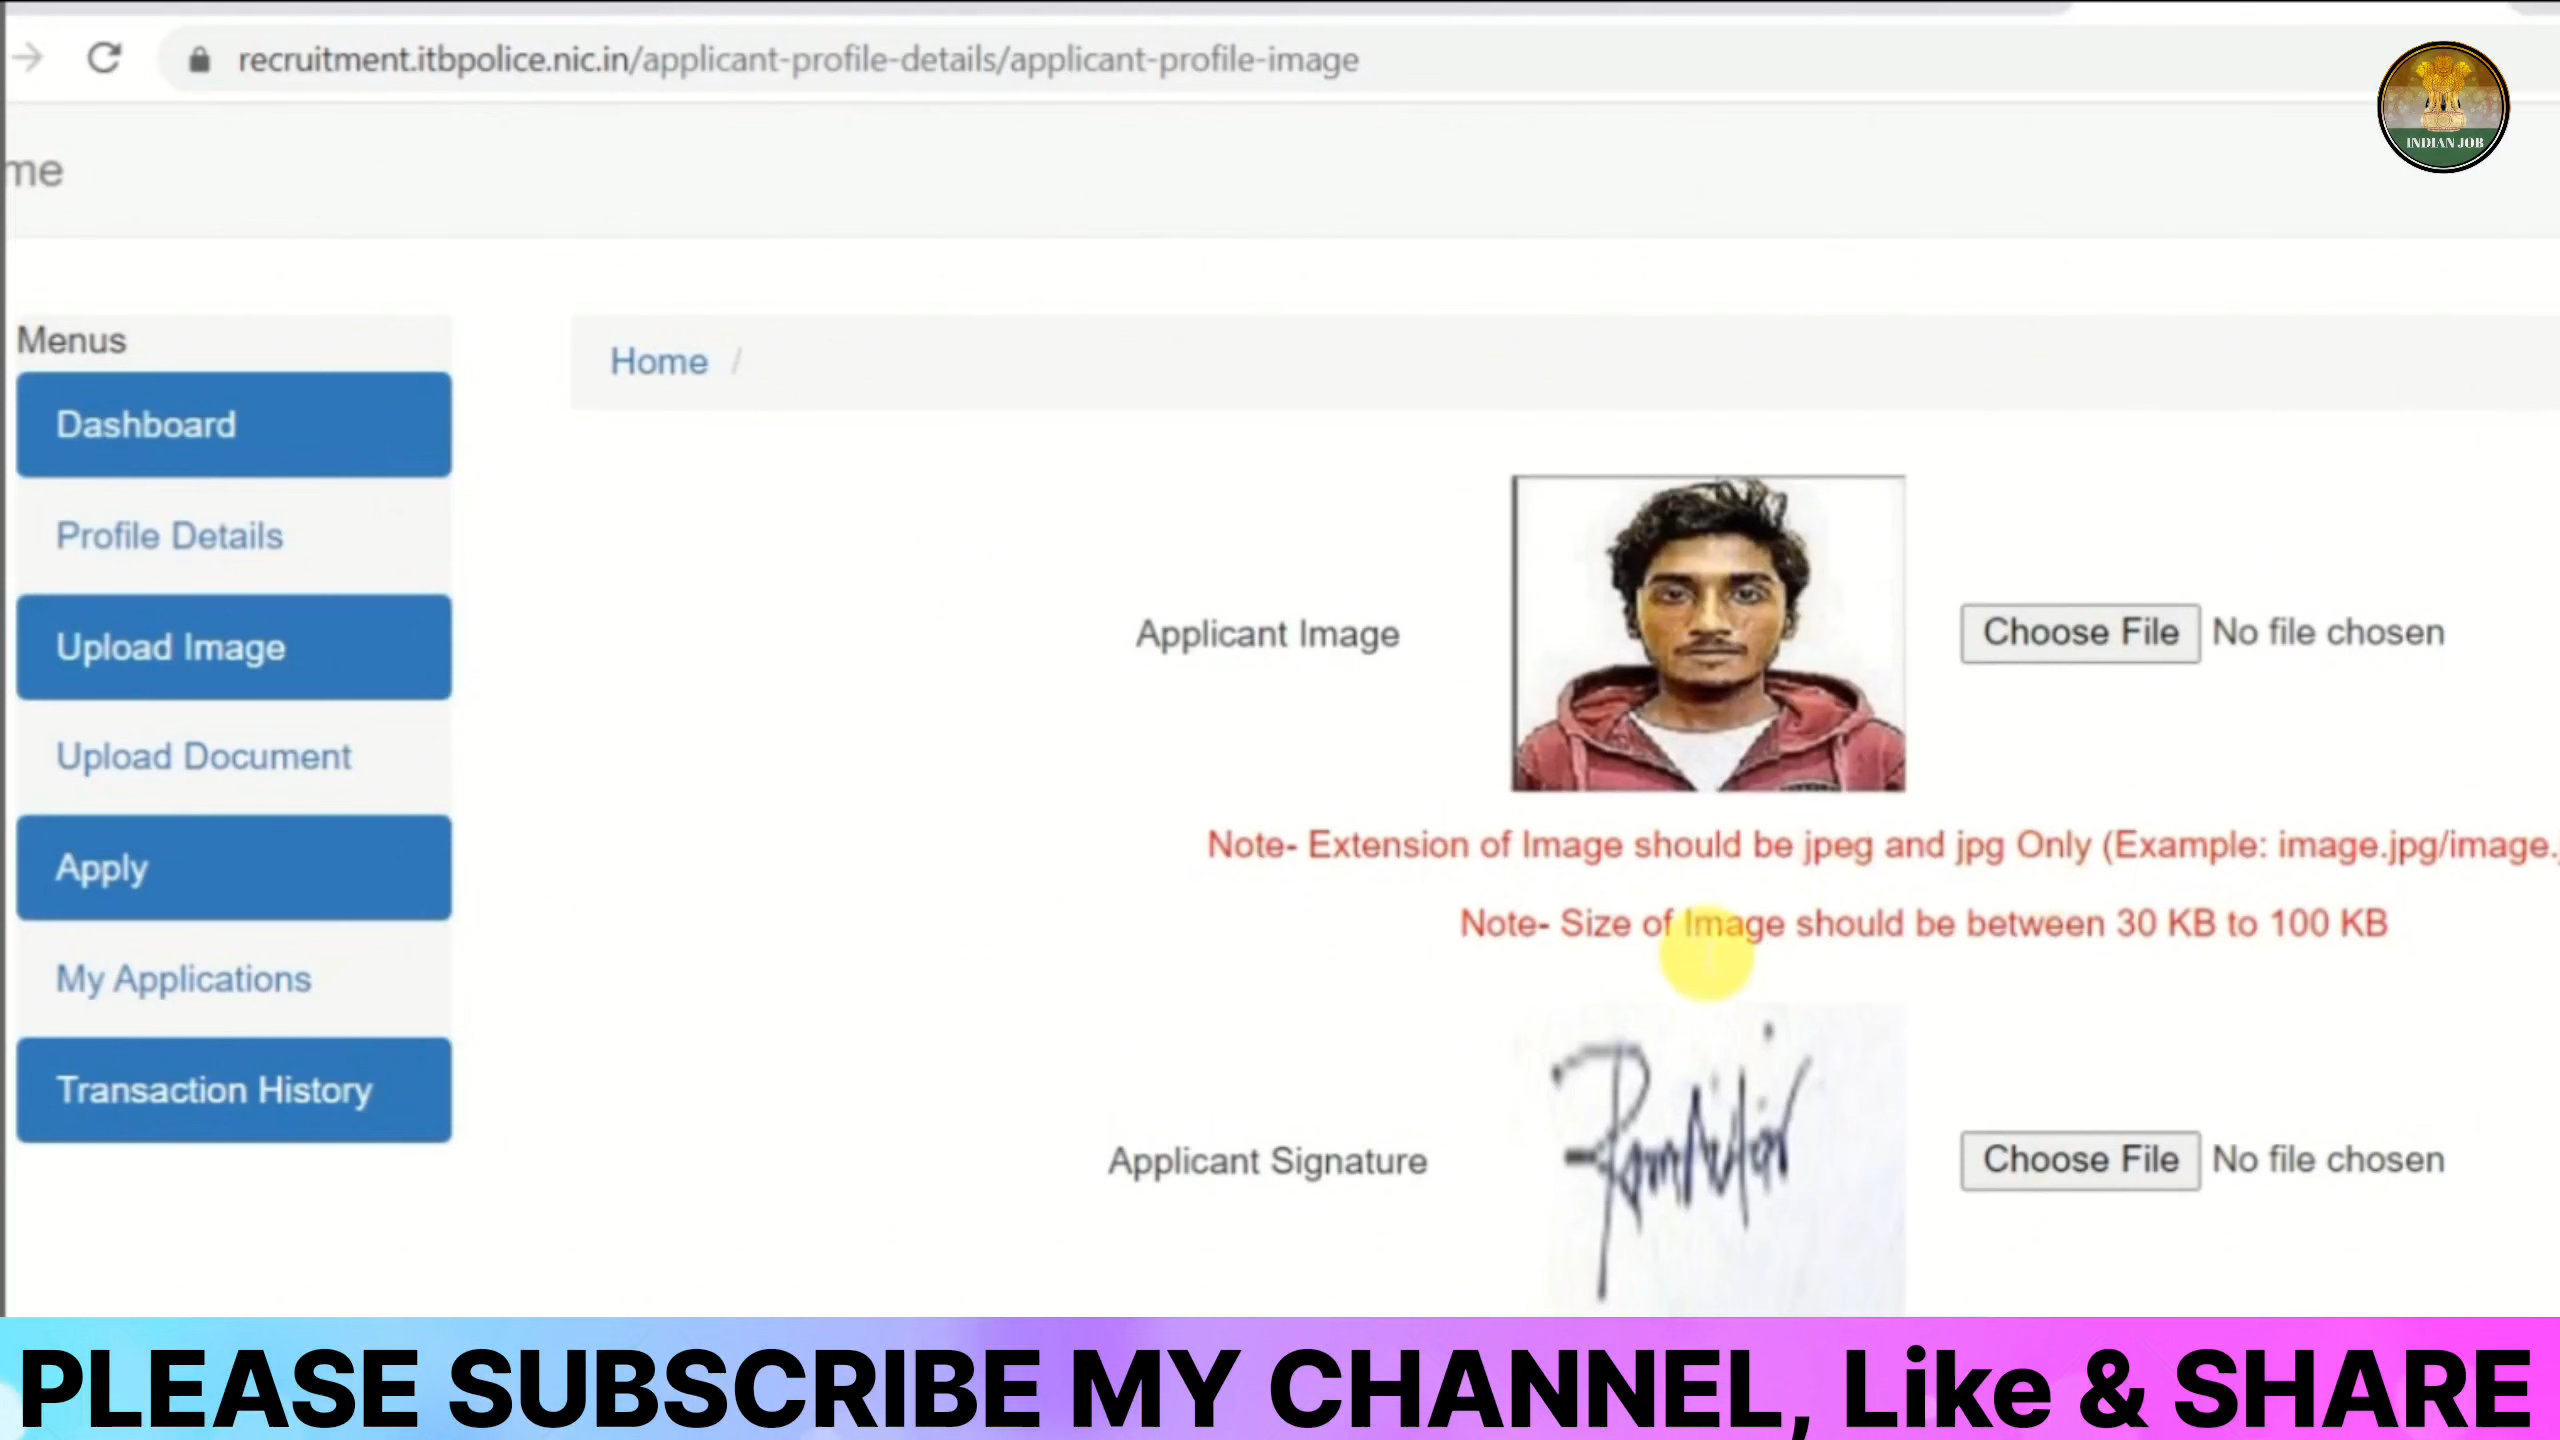 recruitment.itbpolice.nic.in/applicant-profile-details/applicant-profile-image
INDIAN JOB
me
Menus
Home /
Dashboard
Profile Details
Upload Image
Upload Document
Apply
My Applications
Transaction History
Applicant Image
Choose File No file chosen
Note- Extension of Image should be jpeg and jpg Only (Example: image.jpg/image.
Note- Size of Image should be between 30 KB to 100 KB
Applicant Signature
Choose File No file chosen
PLEASE SUBSCRIBE MY CHANNEL, Like & SHARE